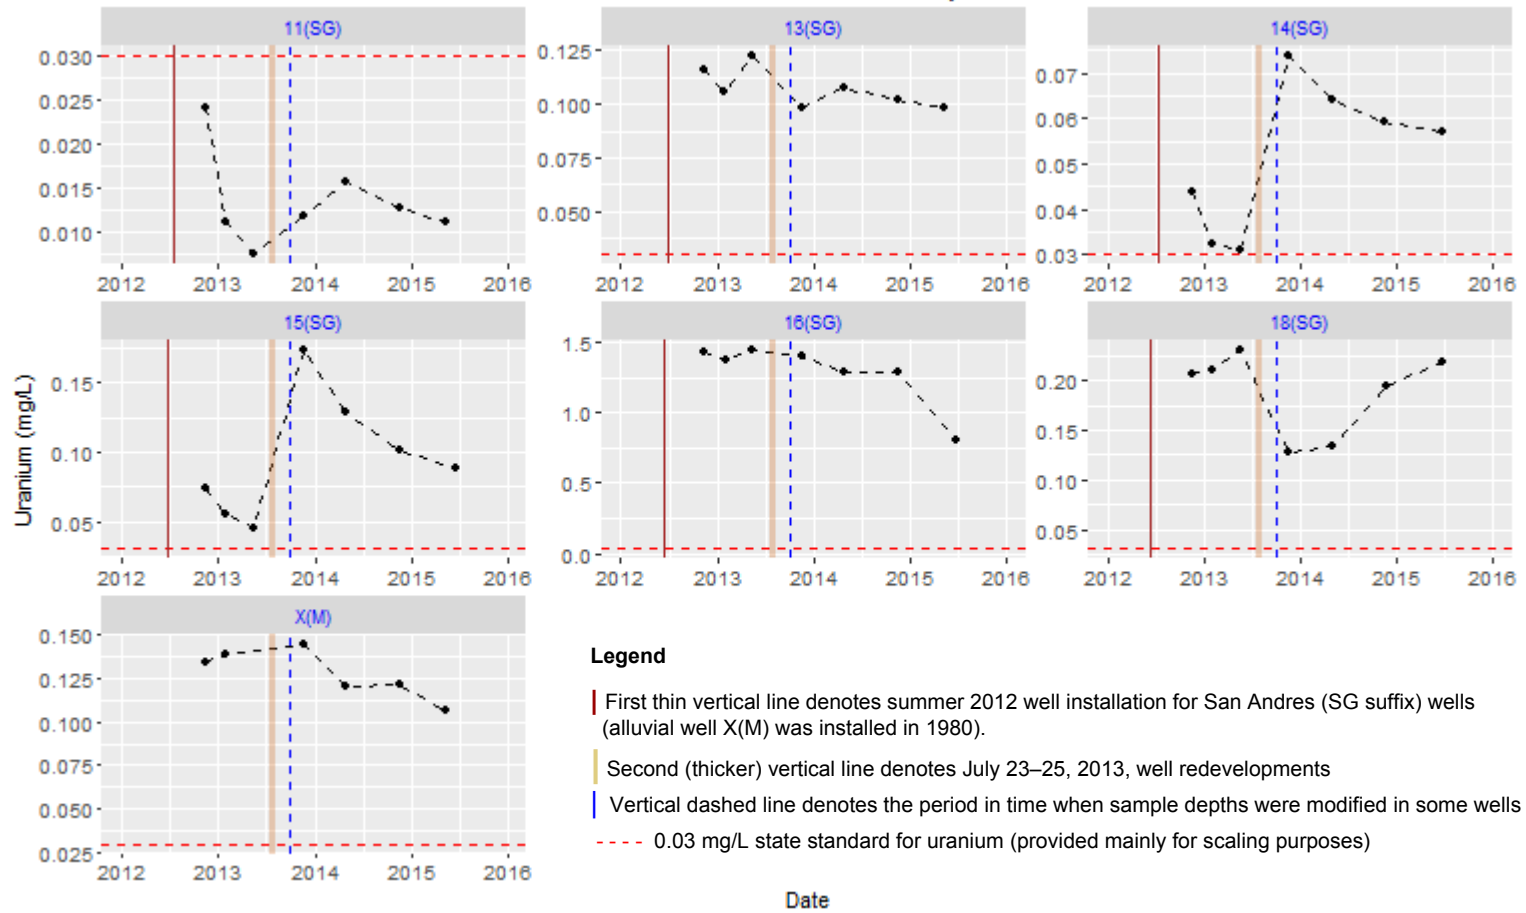 11(SG)
13(SG)
14(SG)
0.030
0.025
0.020
0.015
0.010
0.125
0.100
0.075
0.050
0.07
0.06
0.05
0.04
0.03
2012 2013 2014 2015 2016
2012 2013 2014 2015 2016
2012 2013 2014 2015 2016
15(SG)
16(SG)
18(SG)
Uranium (mg/L)
0.15
0.10
0.05
1.5
1.0
0.5
0.0
0.20
0.15
0.10
0.05
2012 2013 2014 2015 2016
2012 2013 2014 2015 2016
2012 2013 2014 2015 2016
X(M)
0.150
0.125
0.100
0.075
0.050
0.025
2012 2013 2014 2015 2016
Legend
First thin vertical line denotes summer 2012 well installation for San Andres (SG suffix) wells
(alluvial well X(M) was installed in 1980).
Second (thicker) vertical line denotes July 23–25, 2013, well redevelopments
Vertical dashed line denotes the period in time when sample depths were modified in some wells
0.03 mg/L state standard for uranium (provided mainly for scaling purposes)
Date